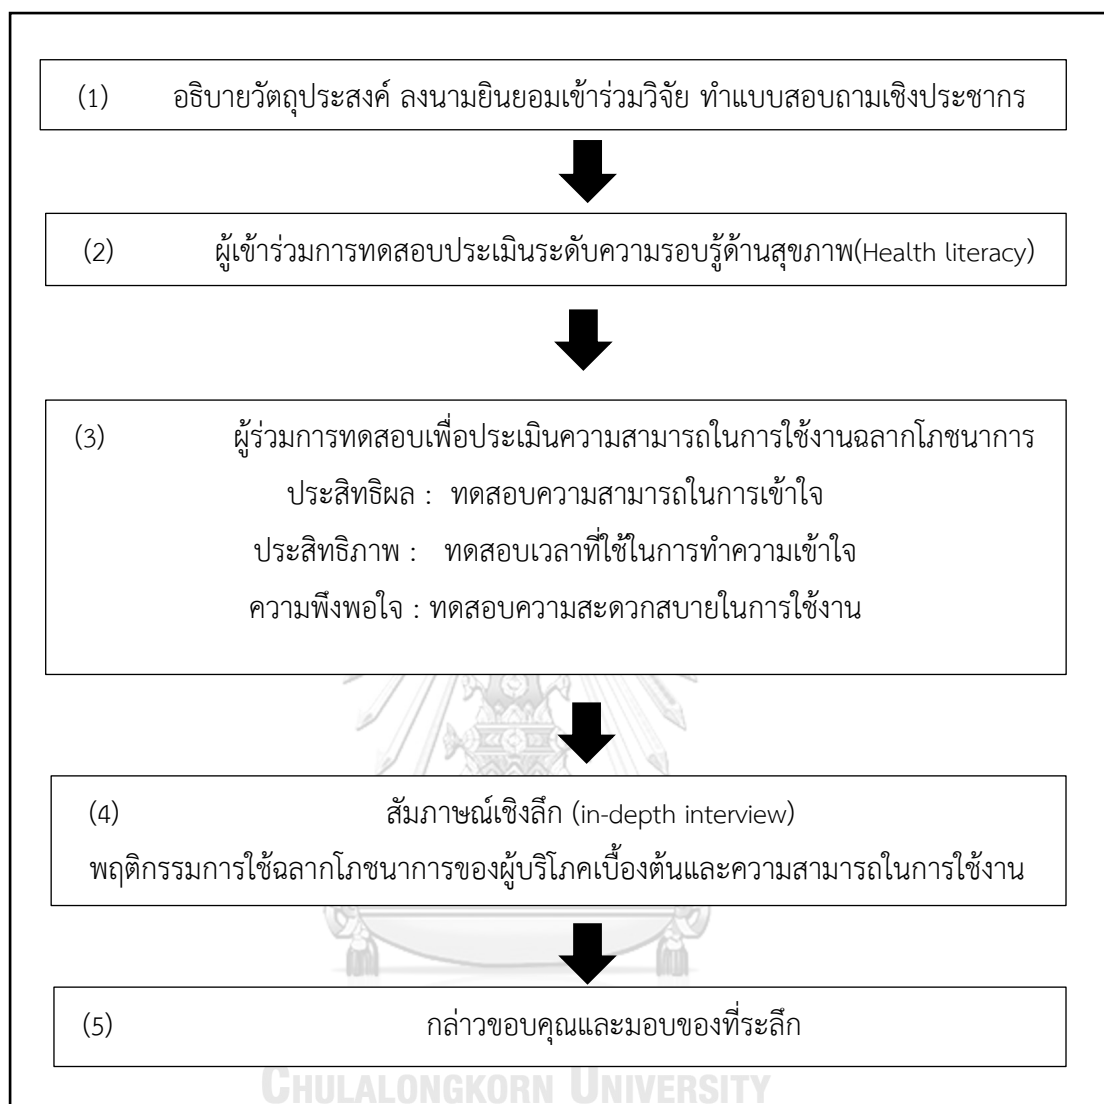 (1) อธิบายวัตถุประสงค์ ลงนามยินยอมเข้าร่วมวิจัย ทำแบบสอบถามเชิงประชากร
(2) ผู้เข้าร่วมการทดสอบประเมินระดับความรอบรู้ด้านสุขภาพ(Health literacy)
(3) ผู้ร่วมการทดสอบเพื่อประเมินความสามารถในการใช้งานฉลากโภชนาการ
ประสิทธิผล : ทดสอบความสามารถในการเข้าใจ
ประสิทธิภาพ : ทดสอบเวลาที่ใช้ในการทำความเข้าใจ
ความพึงพอใจ : ทดสอบความสะดวกสบายในการใช้งาน
(4) สัมภาษณ์เชิงลึก (in-depth interview)
พฤติกรรมการใช้ฉลากโภชนาการของผู้บริโภคเบื้องต้นและความสามารถในการใช้งาน
(5) กล่าวขอบคุณและมอบของที่ระลึก
CHULALONGKORN UNIVERSITY